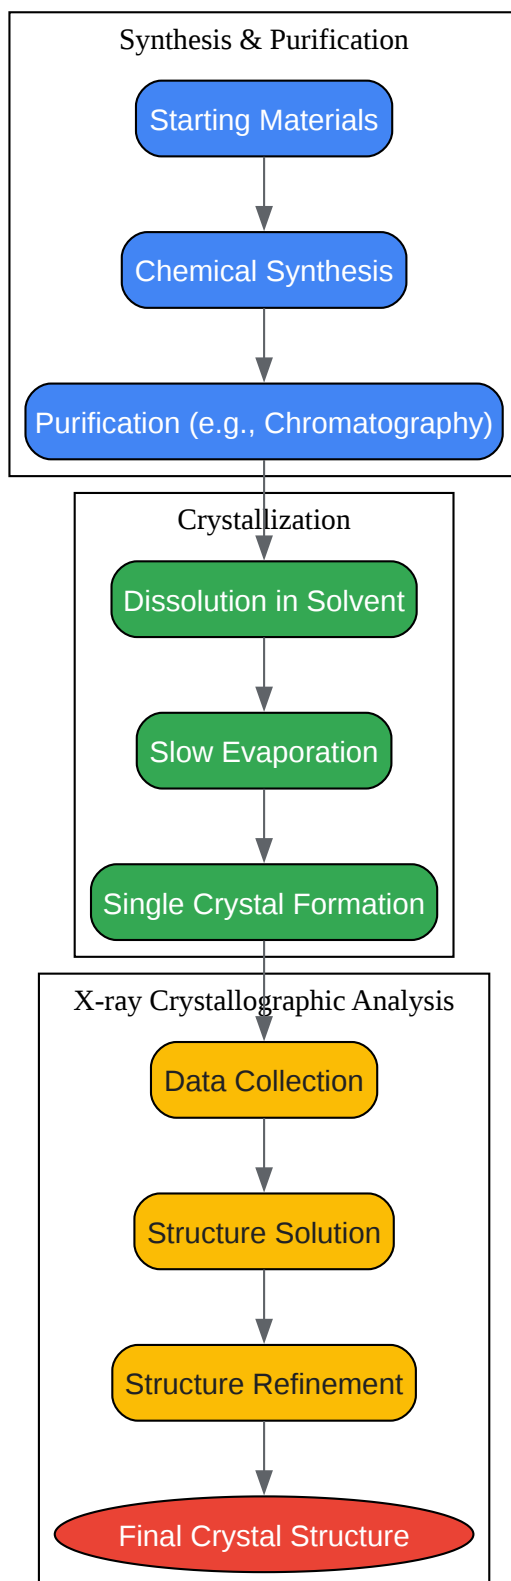 Synthesis & Purification
Starting Materials
Chemical Synthesis
Purification (e.g., Chromatography)
Crystallization
Dissolution in Solvent
Slow Evaporation
Single Crystal Formation
X-ray Crystallographic Analysis
Data Collection
Structure Solution
Structure Refinement
Final Crystal Structure